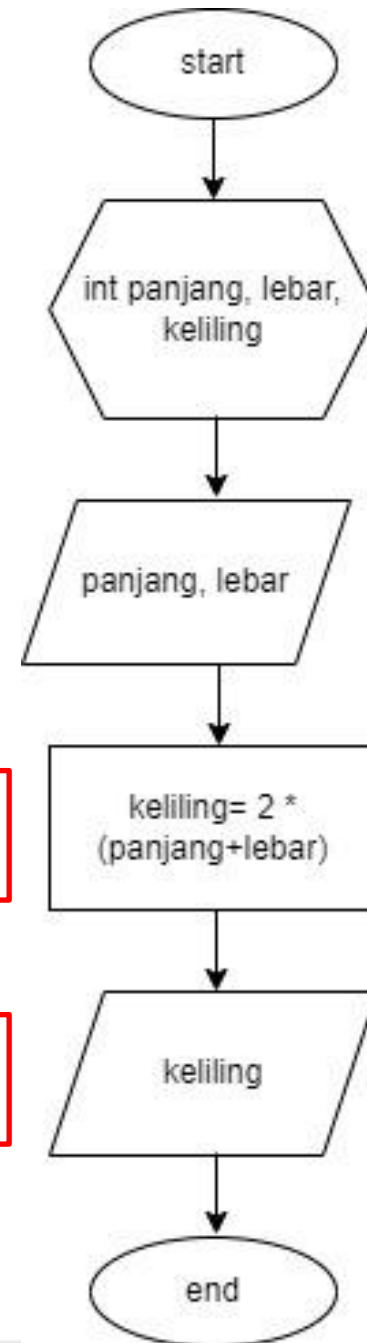 start
int panjang, lebar,
keliling
panjang, lebar
keliling= 2 *
(panjang+lebar)
keliling
end